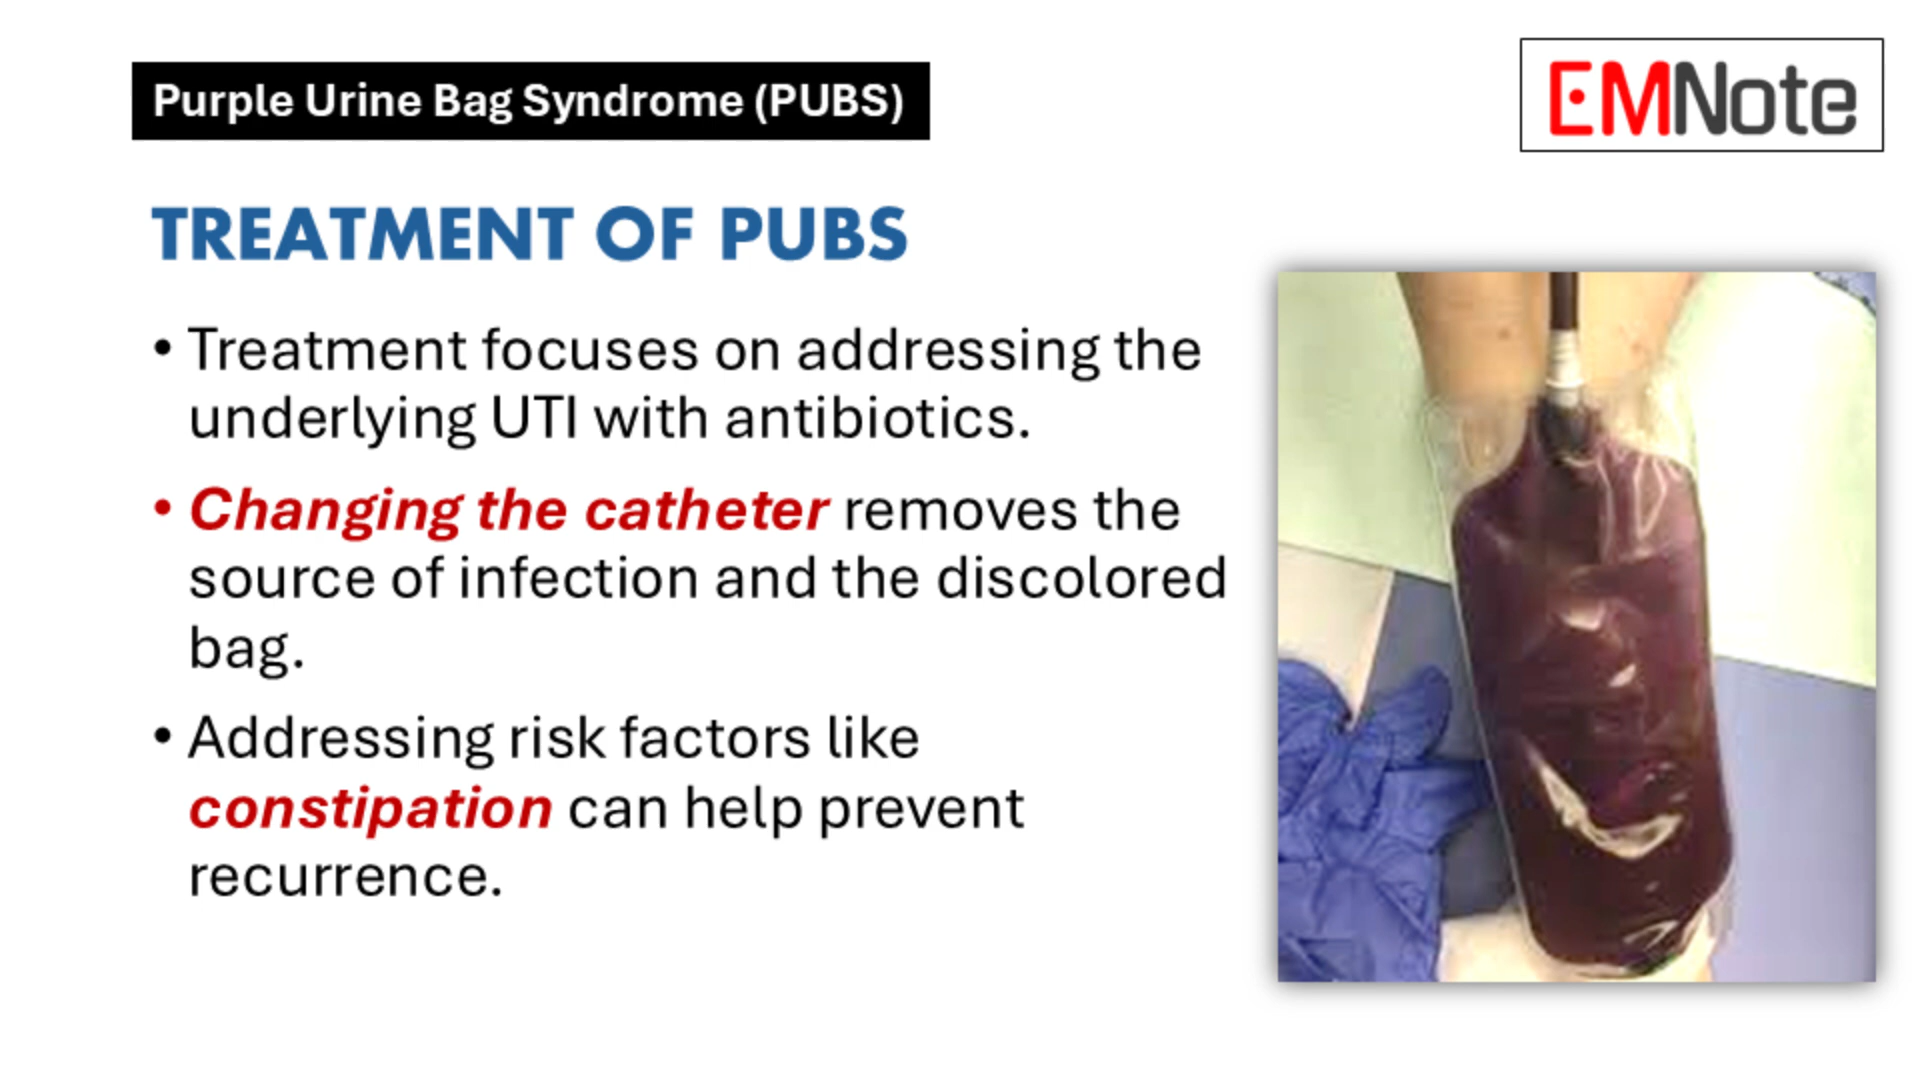 Purple Urine Bag Syndrome (PUBS)
EMNote
TREATMENT OF PUBS
• Treatment focuses on addressing the
underlying UTI with antibiotics.
• Changing the catheter removes the
source of infection and the discolored
bag.
• Addressing risk factors like
constipation can help prevent
recurrence.